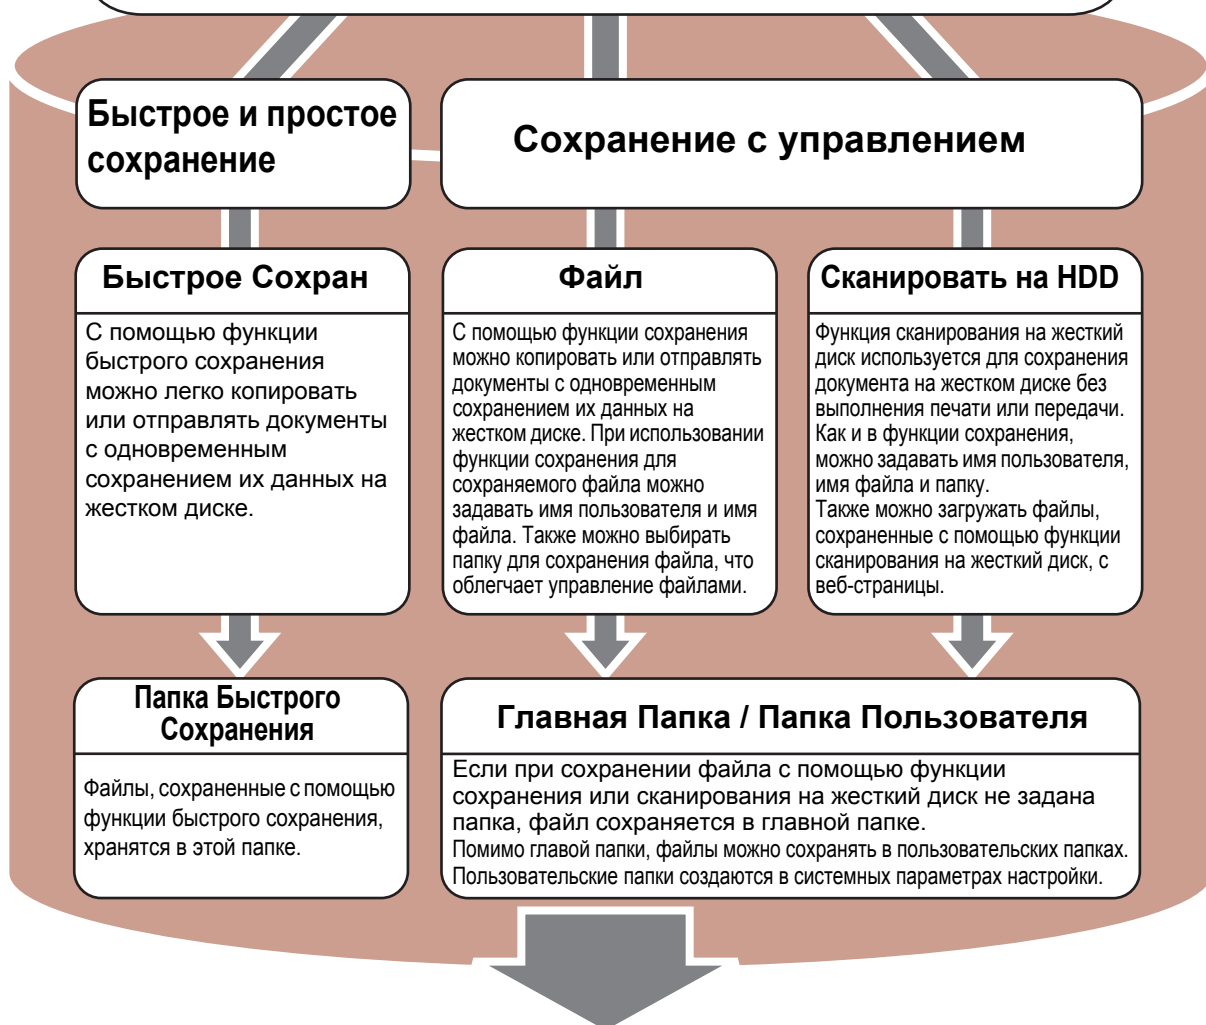 Быстрое и простое
сохранение
Сохранение с управлением
Быстрое Сохран
С помощью функции
быстрого сохранения
можно легко копировать
или отправлять документы
с одновременным
сохранением их данных на
жестком диске.
Файл
С помощью функции сохранения
можно копировать или отправлять
документы с одновременным
сохранением их данных на
жестком диске. При использовании
функции сохранения для
сохраняемого файла можно
задавать имя пользователя и имя
файла. Также можно выбирать
папку для сохранения файла, что
облегчает управление файлами.
Сканировать на HDD
Функция сканирования на жесткий
диск используется для сохранения
документа на жестком диске без
выполнения печати или передачи.
Как и в функции сохранения,
можно задавать имя пользователя,
имя файла и папку.
Также можно загружать файлы,
сохраненные с помощью функции
сканирования на жесткий диск, с
веб-страницы.
Папка Быстрого
Сохранения
Файлы, сохраненные с помощью
функции быстрого сохранения,
хранятся в этой папке.
Главная Папка / Папка Пользователя
Если при сохранении файла с помощью функции
сохранения или сканирования на жесткий диск не задана
папка, файл сохраняется в главной папке.
Помимо главой папки, файлы можно сохранять в пользовательских папках.
Пользовательские папки создаются в системных параметрах настройки.